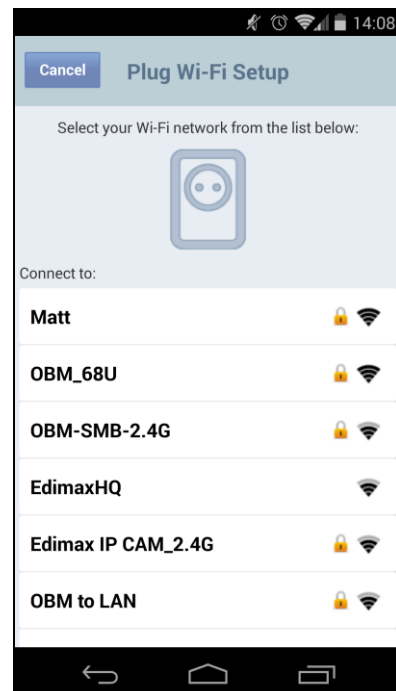 14:08
Cancel
Plug Wi-Fi Setup
Select your Wi-Fi network from the list below:
Connect to:
Matt
OBM_68U
OBM-SMB-2.4G
EdimaxHQ
Edimax IP CAM_2.4G
OBM to LAN